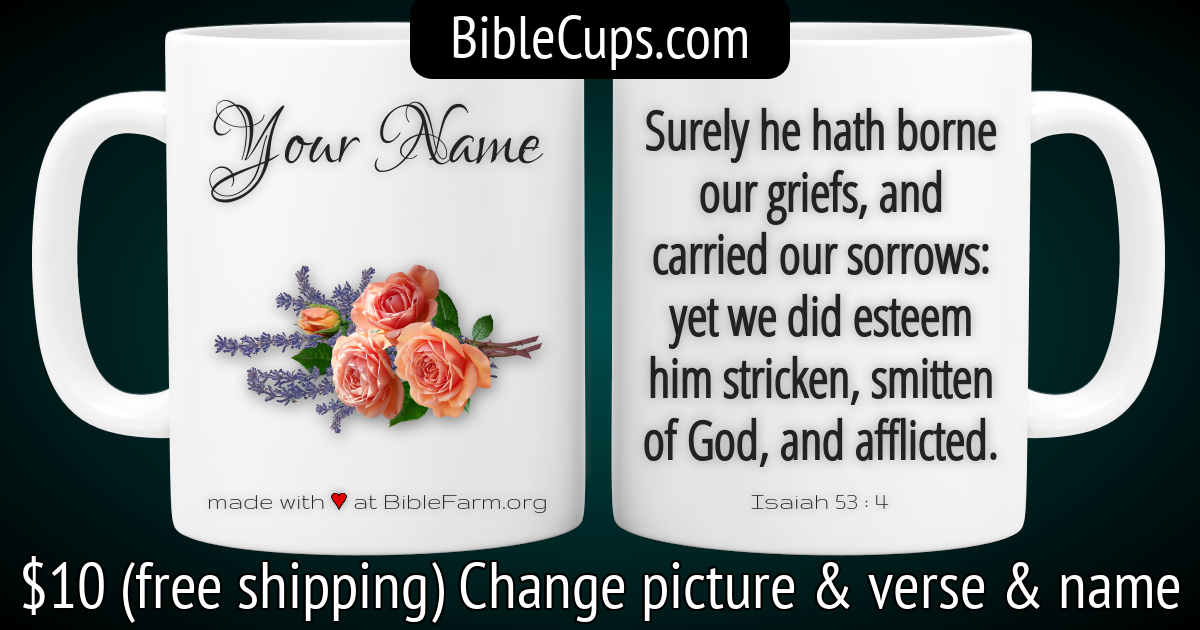 BibleCups.com
Your Name
made with ♥ at BibleFarm.org
Surely he hath borne
our griefs, and
carried our sorrows:
yet we did esteem
him stricken, smitten
of God, and afflicted.
Isaiah 53 : 4
$10 (free shipping) Change picture & verse & name